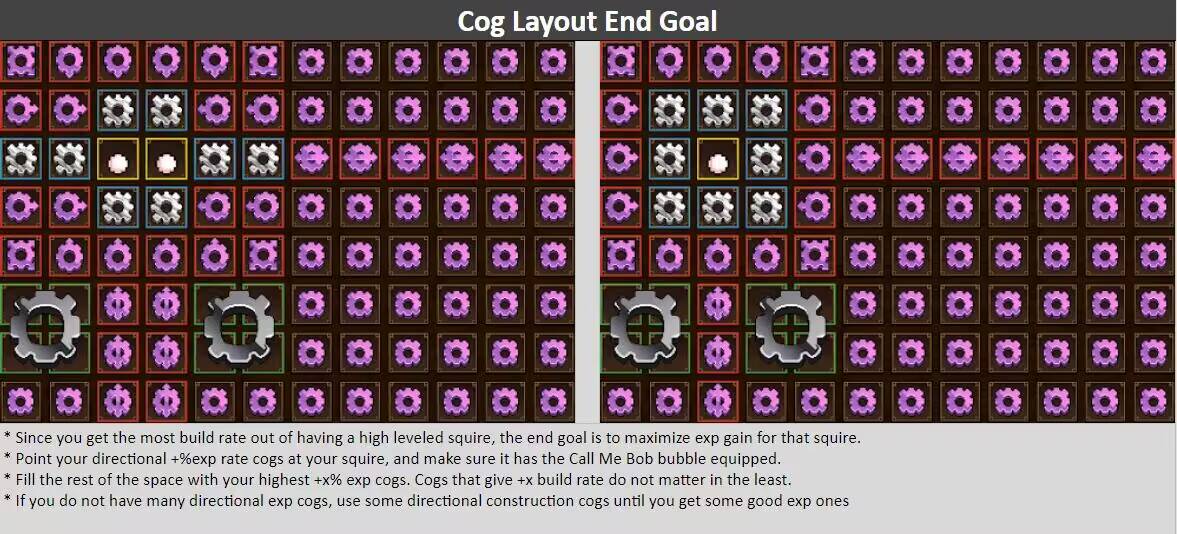 Cog Layout End Goal
* Since you get the most build rate out of having a high leveled squire, the end goal is to maximize exp gain for that squire.
* Point your directional +%exp rate cogs at your squire, and make sure it has the Call Me Bob bubble equipped.
* Fill the rest of the space with your highest +x% exp cogs. Cogs that give +x build rate do not matter in the least.
* If you do not have many directional exp cogs, use some directional construction cogs until you get some good exp ones